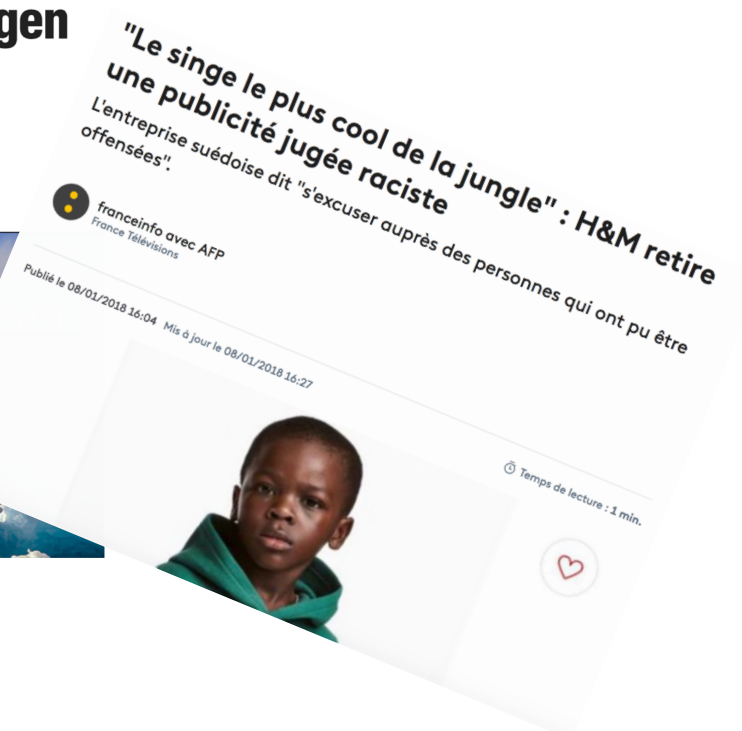 gen
"Le singe le plus cool de la jungle" : H&M retire
une publicité jugée raciste
L'entreprise suédoise dit "s'excuser auprès des personnes qui ont pu être
offensées".
franceinfo avec AFP
France Télévisions
Publié le 08/01/2018 16:04 Mis à jour le 08/01/2018 16:27
Temps de lecture : 1 min.